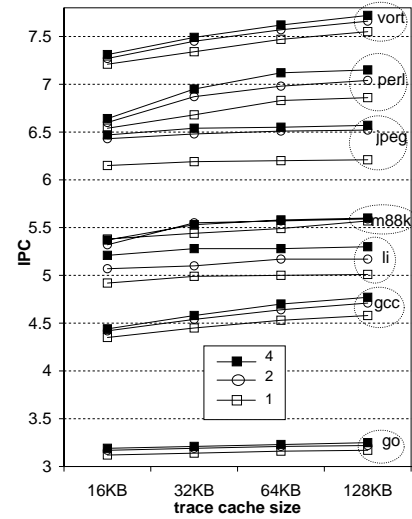 7.5
7
6.5
6
5.5
5
4.5
4
3.5
3
IPC
vort
perl
jpeg
m88k
li
gcc
go
4
2
1
16KB 32KB 64KB 128KB
trace cache size